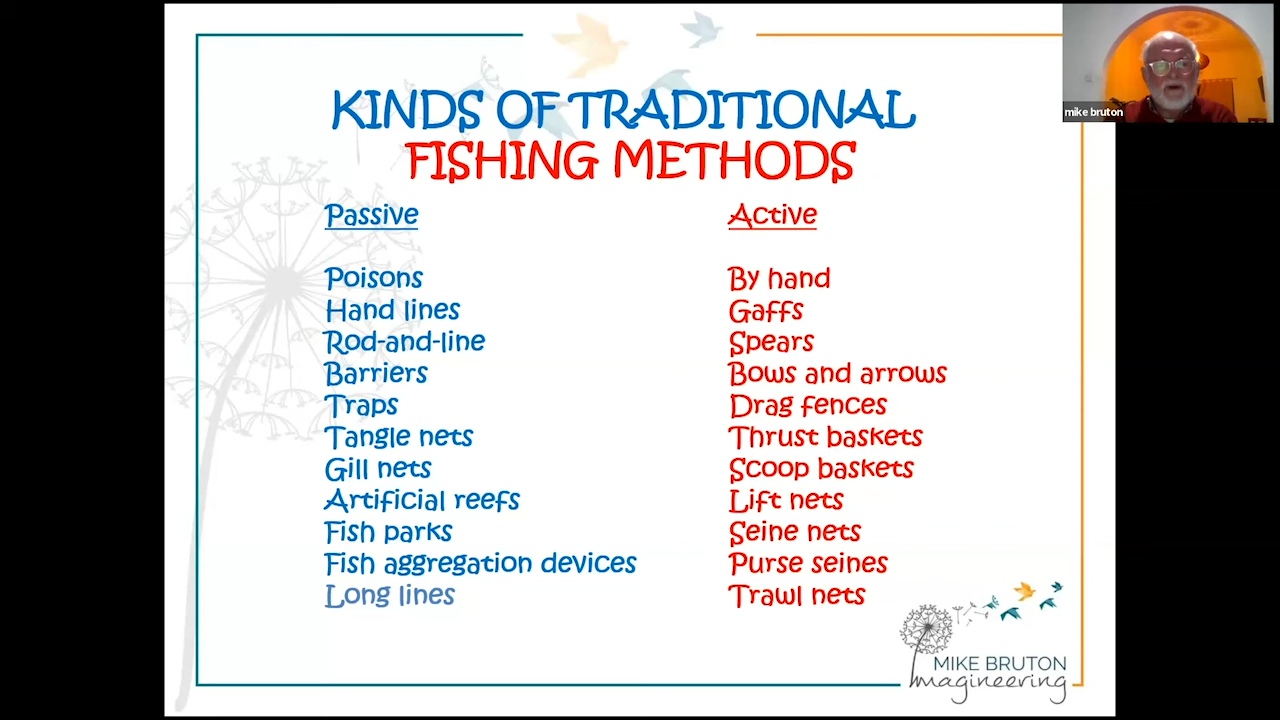 KINDS OF TRADITIONAL
FISHING METHODS
Passive
Poisons
Hand lines
Rod-and-line
Barriers
Traps
Tangle nets
Gill nets
Artificial reefs
Fish parks
Fish aggregation devices
Long lines
Active
By hand
Gaffs
Spears
Bows and arrows
Drag fences
Thrust baskets
Scoop baskets
Lift nets
Seine nets
Purse seines
Trawl nets
MIKE BRUTON
Imagineering
mike bruton